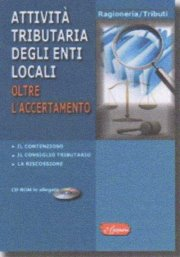 Ragioneria/Tributi
ATTIVITÀ
TRIBUTARIA
DEGLI ENTI
LOCALI
OLTRE
L'ACCERTAMENTO
IL CONTENZIOSO
IL CONSIGLIO TRIBUTARIO
LA RISCOSSIONE
CD-ROM in allegato